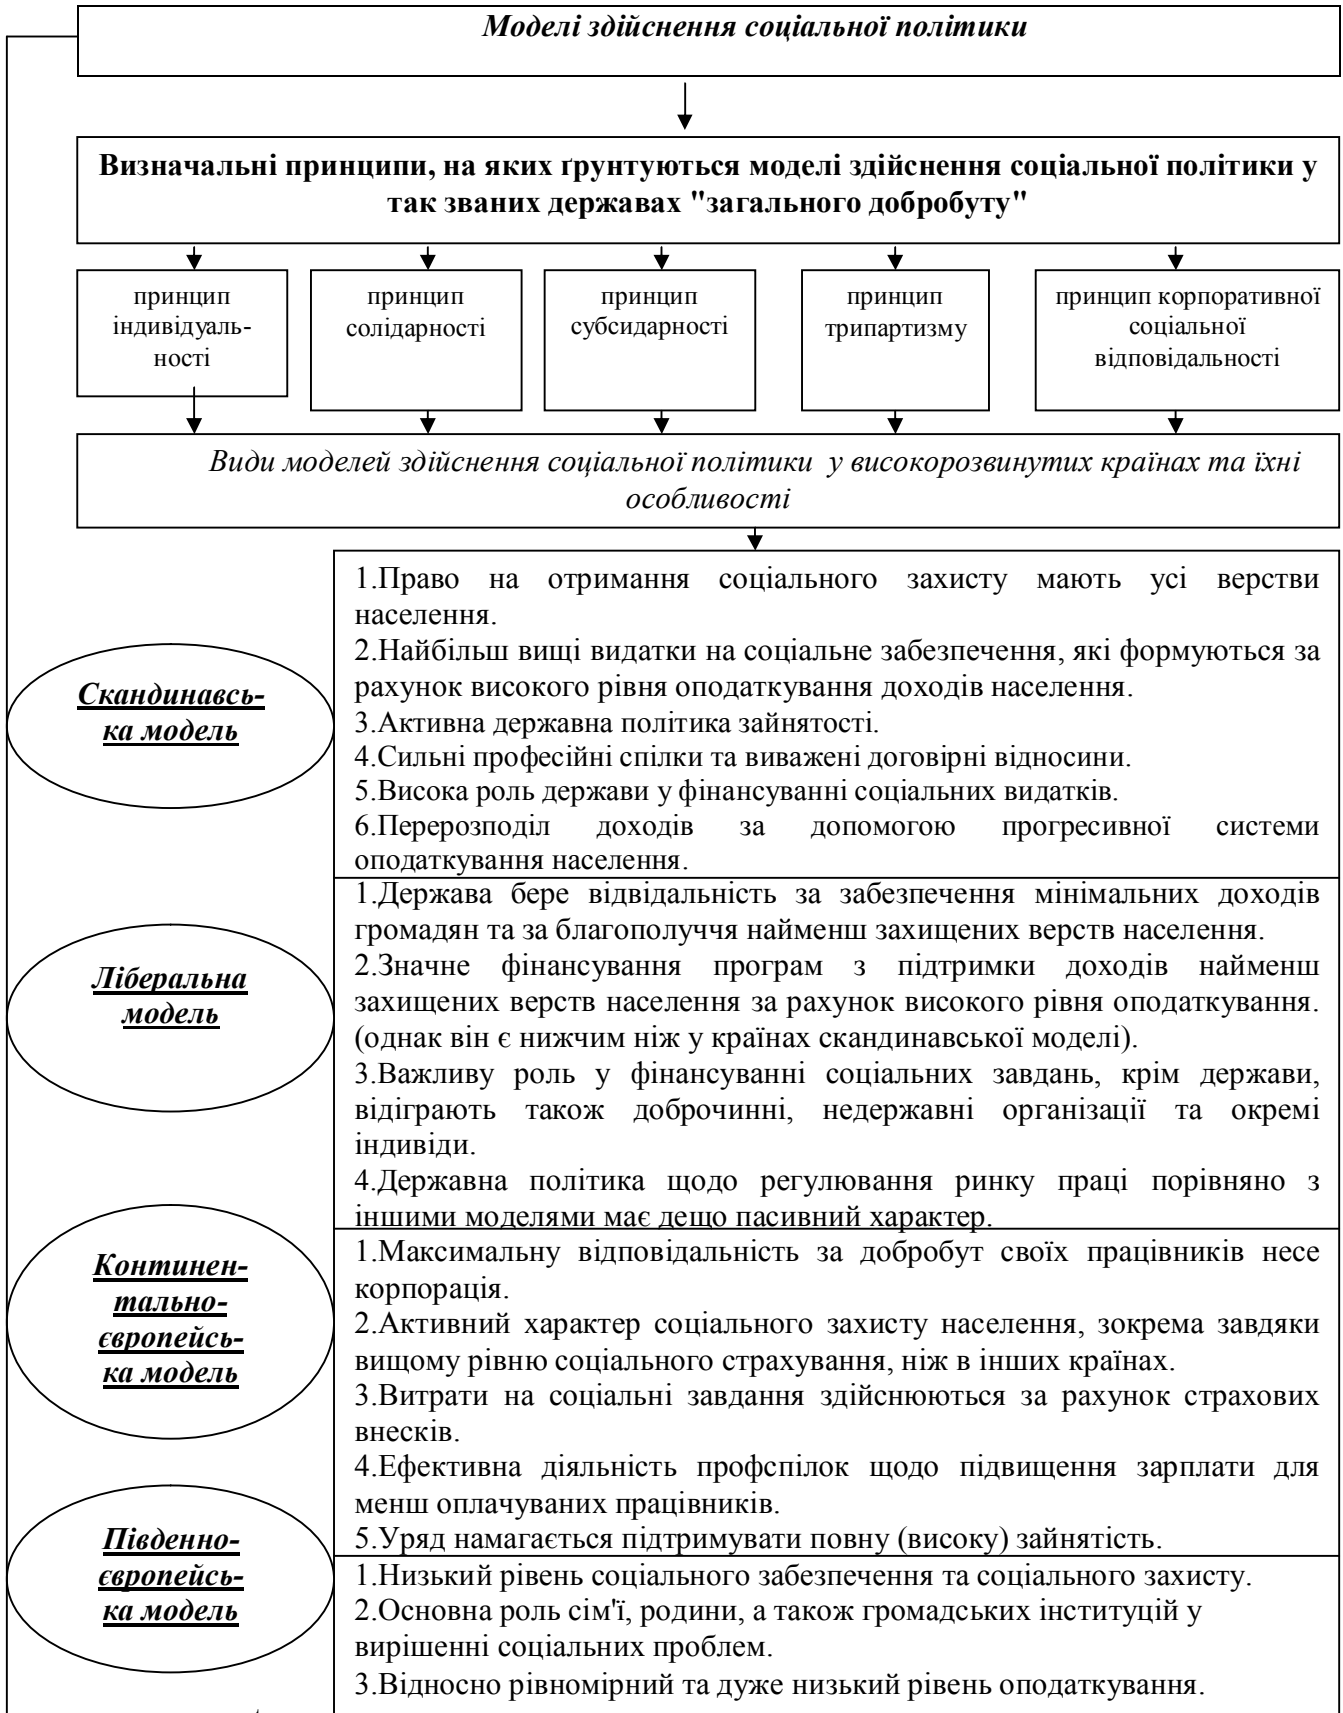 Моделі здійснення соціальної політики
Визначальні принципи, на яких ґрунтуються моделі здійснення соціальної політики у
так званих державах "загального добробуту"
принцип
індивідуаль-
ності
принцип
солідарності
принцип
субсидарності
принцип
трипартизму
принцип корпоративної
соціальної
відповідальності
Види моделей здійснення соціальної політики у високорозвинутих країнах та їхні
особливості
Скандинавсь-
ка модель
1.Право на отримання соціального захисту мають усі верстви
населення.
2.Найбільш вищі видатки на соціальне забезпечення, які формуються за
рахунок високого рівня оподаткування доходів населення.
3.Активна державна політика зайнятості.
4.Сильні професійні спілки та виважені договірні відносини.
5.Висока роль держави у фінансуванні соціальних видатків.
6.Перерозподіл доходів за допомогою прогресивної системи
оподаткування населення.
Ліберальна
модель
1.Держава бере відвідальність за забезпечення мінімальних доходів
громадян та за благополуччя найменш захищених верств населення.
2.Значне фінансування програм з підтримки доходів найменш
захищених верств населення за рахунок високого рівня оподаткування.
(однак він є нижчим ніж у країнах скандинавської моделі).
3.Важливу роль у фінансуванні соціальних завдань, крім держави,
відіграють також доброчинні, недержавні організації та окремі
індивіди.
4.Державна політика щодо регулювання ринку праці порівняно з
іншими моделями має дещо пасивний характер.
Континен-
тально-
європейсь-
ка модель
1.Максимальну відповідальність за добробут своїх працівників несе
корпорація.
2.Активний характер соціального захисту населення, зокрема завдяки
вищому рівню соціального страхування, ніж в інших країнах.
3.Витрати на соціальні завдання здійснюються за рахунок страхових
внесків.
4.Ефективна діяльність профспілок щодо підвищення зарплати для
менш оплачуваних працівників.
5.Уряд намагається підтримувати повну (високу) зайнятість.
Південно-
європейсь-
ка модель
1.Низький рівень соціального забезпечення та соціального захисту.
2.Основна роль сім'ї, родини, а також громадських інституцій у
вирішенні соціальних проблем.
3.Відносно рівномірний та дуже низький рівень оподаткування.